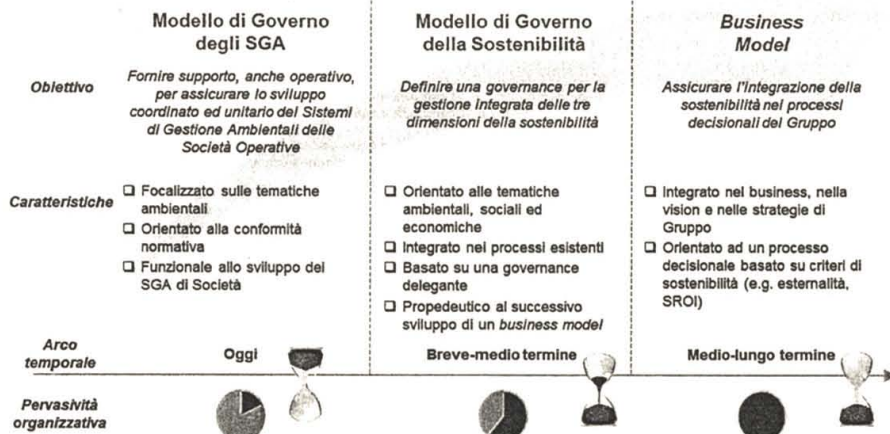 Modello di Governo
degli SGA
Modello di Governo
della Sostenibilità
Business
Model
Obiettivo
Fornire supporto, anche operativo,
per assicurare lo sviluppo
coordinato ed unitario dei Sistemi
di Gestione Ambientali delle
Società Operative
Definire una governance per la
gestione integrata delle tre
dimensioni della sostenibilità
Assicurare l'integrazione della
sostenibilità nei processi
decisionali del Gruppo
Caratteristiche
❑ Focalizzato sulle tematiche
ambientali
❑ Orientato alla conformità
normativa
❑ Funzionale allo sviluppo dei
SGA di Società
❑ Orientato alle tematiche
ambientali, sociali ed
economiche
❑ Integrato nei processi esistenti
❑ Basato su una governance
delegante
❑ Propedeutico al successivo
sviluppo di un business model
❑ Integrato nel business, nella
vision e nelle strategie di
Gruppo
❑ Orientato ad un processo
decisionale basato su criteri di
sostenibilità (e.g. esternalità,
SROI)
Arco
temporale
Oggi
Breve-medio termine
Medio-lungo termine
Pervasività
organizzativa